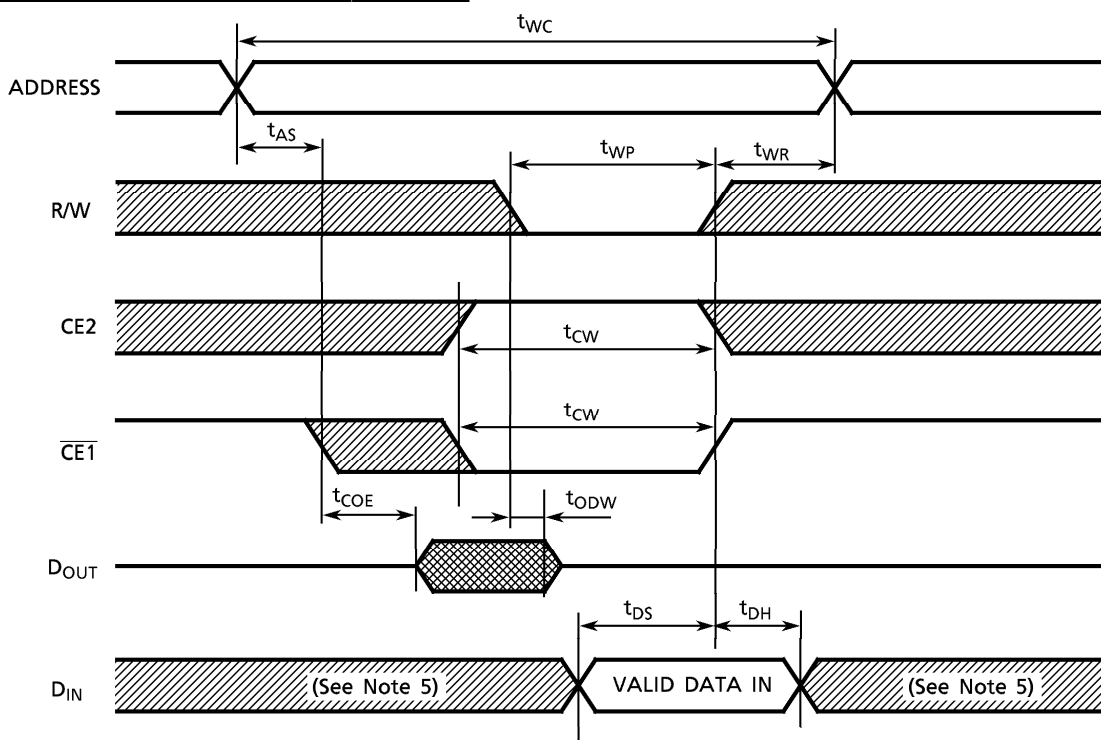 tWC
ADDRESS
tAS
tWP
tWR
R/W
CE2
tCW
tCW
CE1
tCOE
tODW
DOUT
tDS
tDH
DIN
(See Note 5)
VALID DATA IN
(See Note 5)